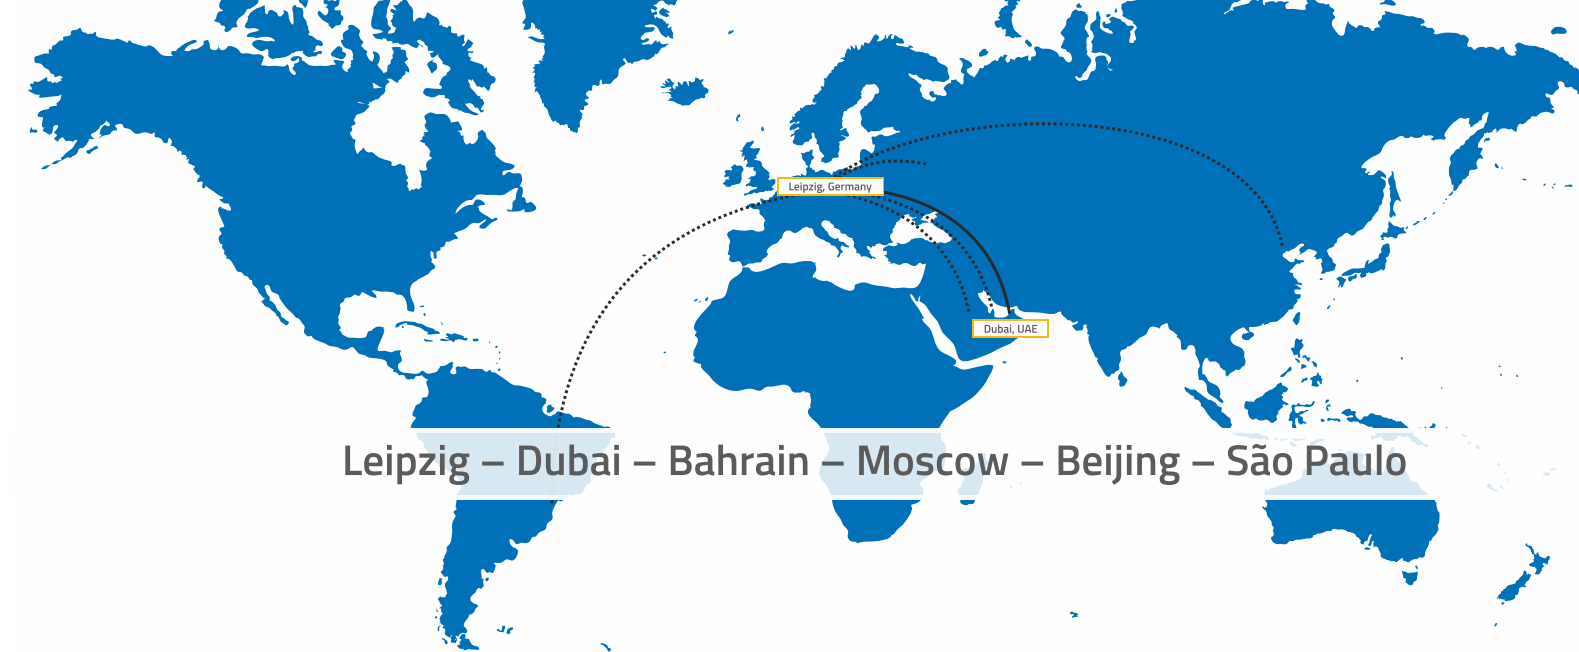 Leipzig, Germany
Dubai, UAE
Leipzig – Dubai – Bahrain – Moscow – Beijing – São Paulo